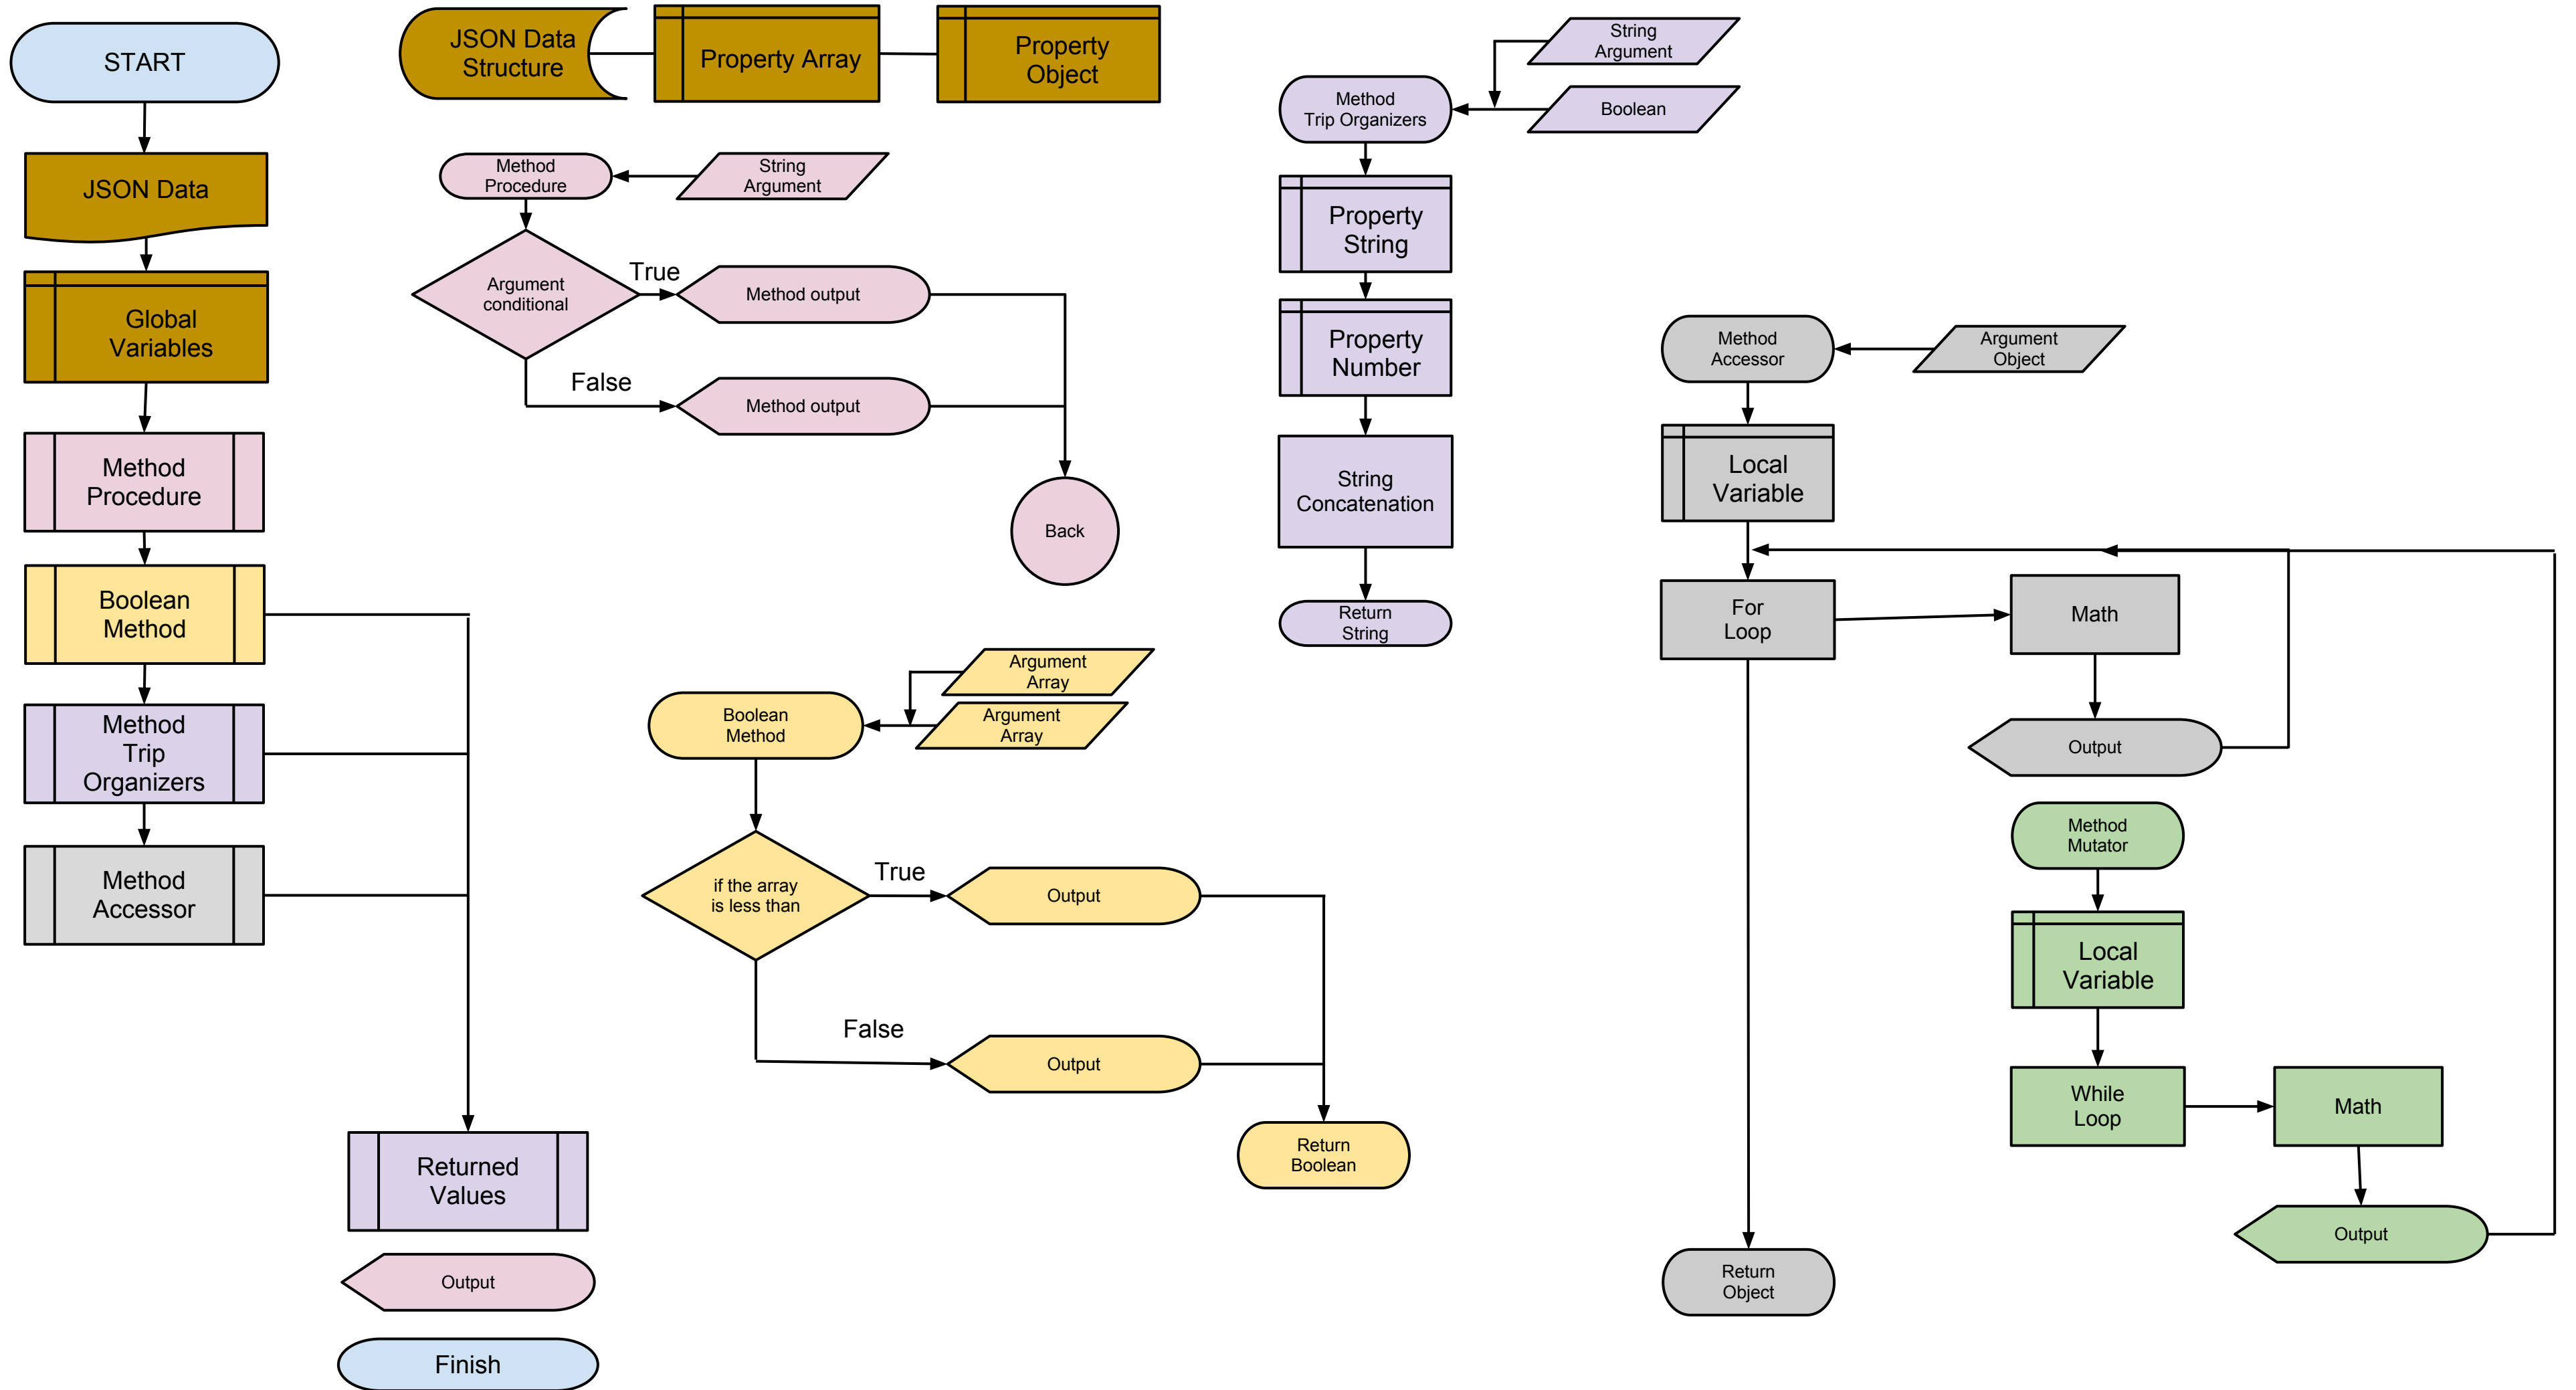 START
JSON Data
Global
Variables
Method
Procedure
Boolean
Method
Method
Trip
Organizers
Method
Accessor
Returned
Values
Output
Finish
JSON Data
Structure
Property Array
Property
Object
Method
Procedure
String
Argument
Argument
conditional
True
Method output
False
Method output
Back
Boolean
Method
Argument
Array
Argument
Array
if the array
is less than
True
Output
False
Output
Return
Boolean
Method
Trip Organizers
String
Argument
Boolean
Property
String
Property
Number
String
Concatenation
Return
String
Method
Accessor
Argument
Object
Local
Variable
For
Loop
Math
Output
Return
Object
Method
Mutator
Local
Variable
While
Loop
Math
Output